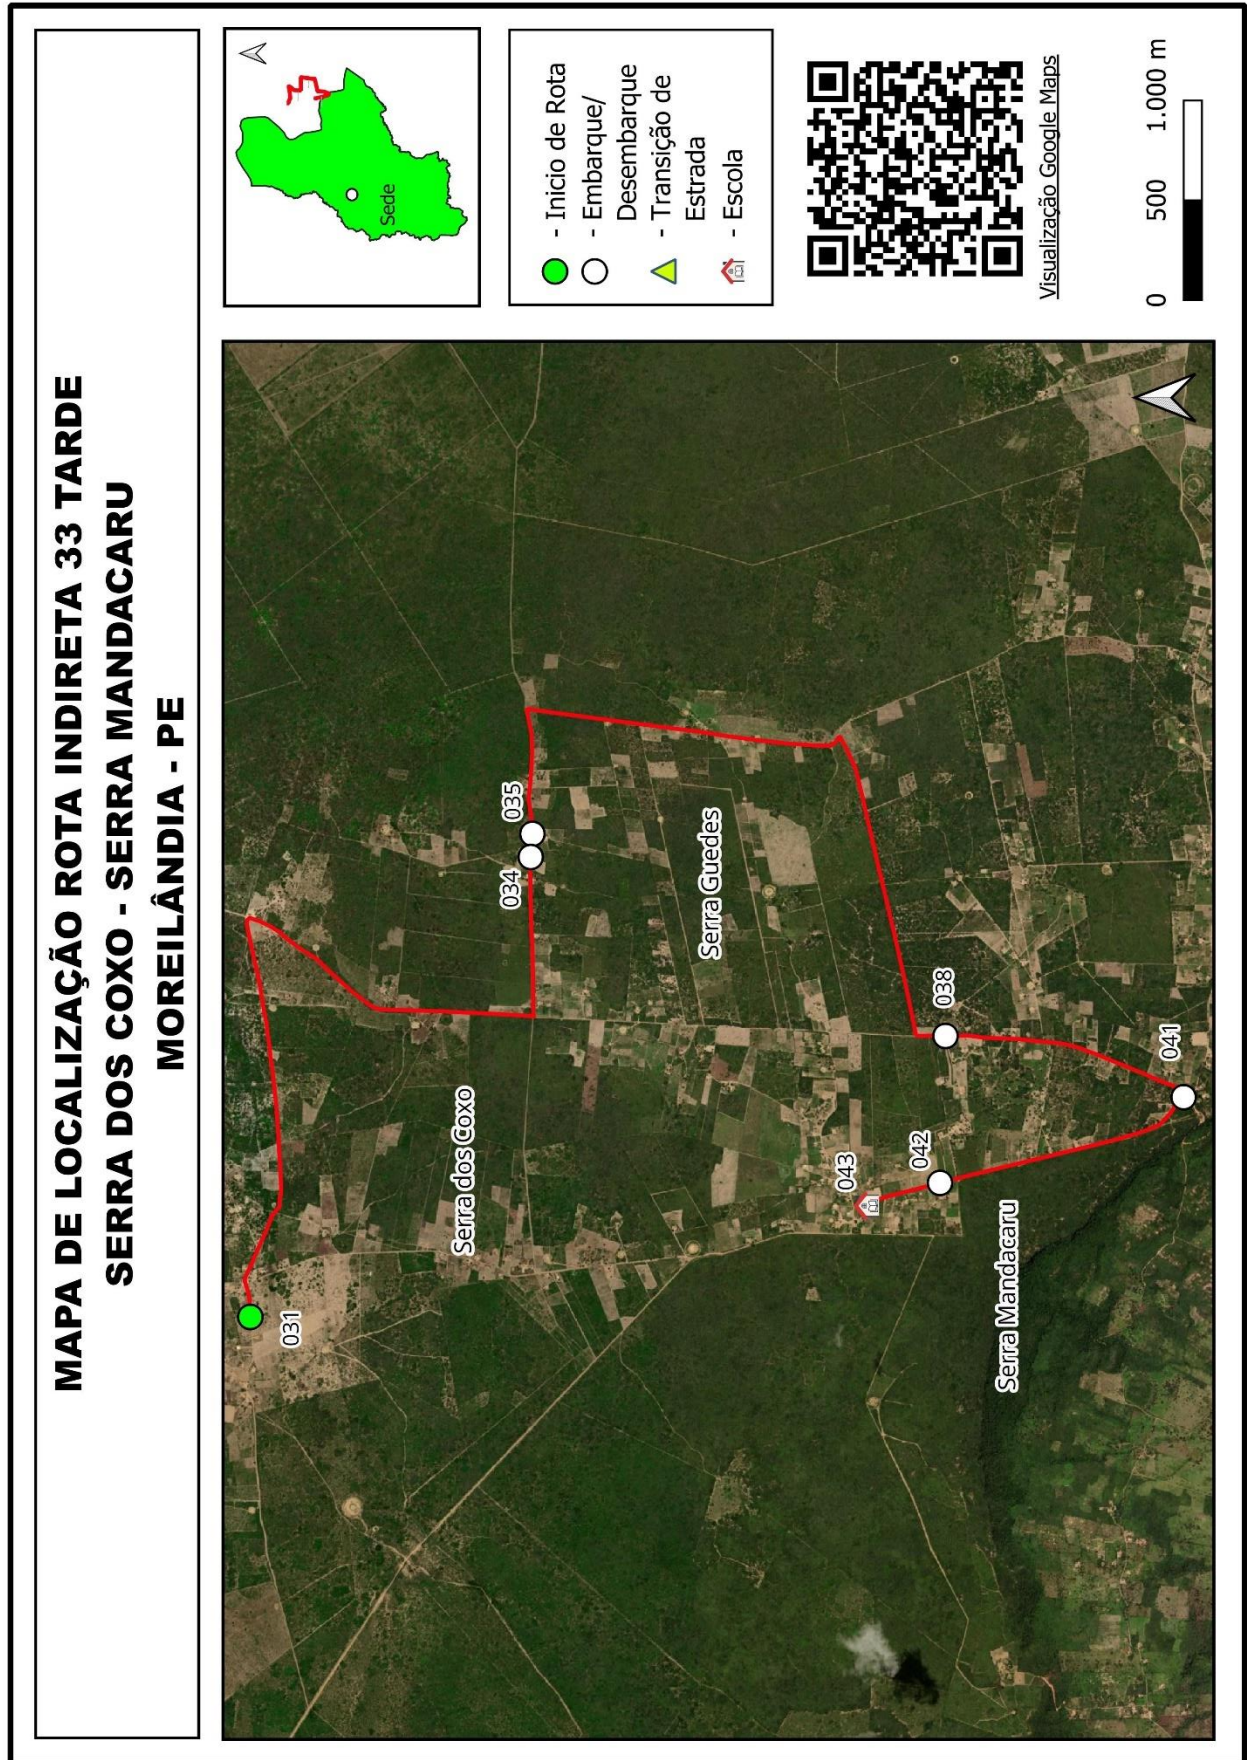 MAPA DE LOCALIZAÇÃO ROTA INDIRETA 33 TARDE
SERRA DOS COXO - SERRA MANDACARU
MOREILÂNDIA - PE
031
034
035
Serra dos Coxo
Serra Guedes
043
042
038
Serra Mandacaru
041
Sede
- Inicio de Rota
- Embarque/
Desembarque
- Transição de
Estrada
- Escola
Visualização Google Maps
0 500 1.000 m